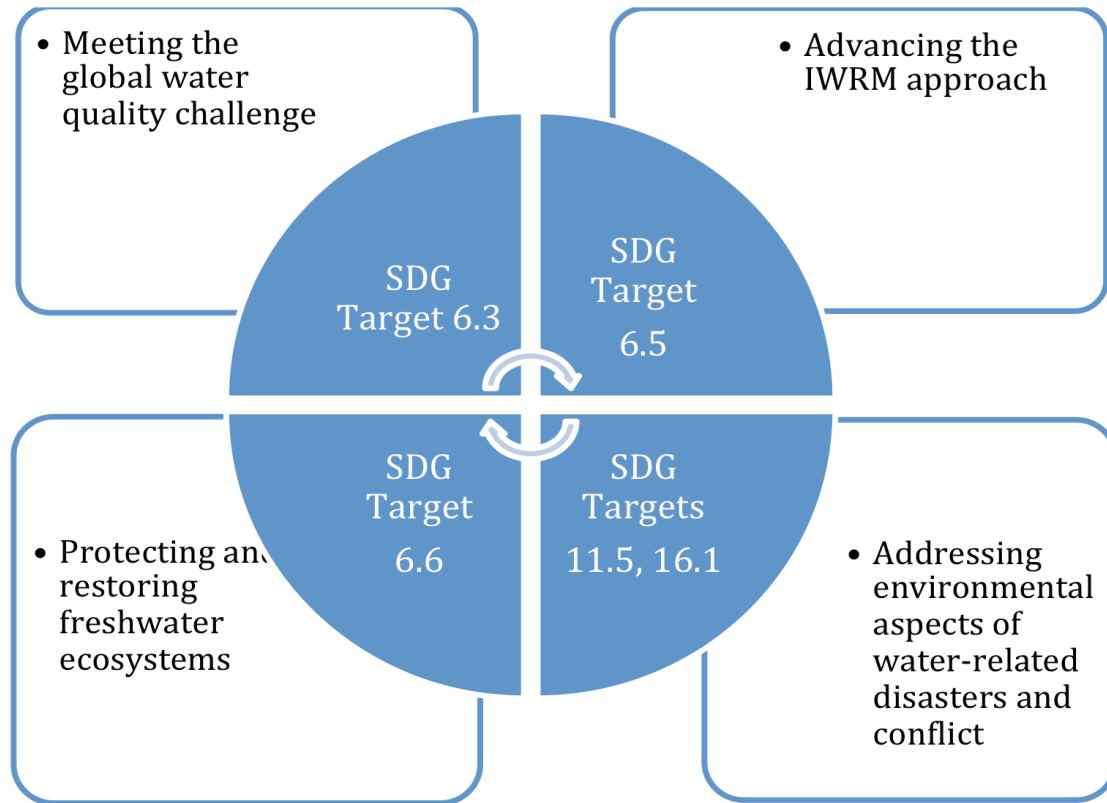 • Meeting the
global water
quality challenge
• Advancing the
IWRM approach
SDG
Target 6.3
SDG
Target
6.5
SDG
Target
6.6
SDG
Targets
11.5, 16.1
• Protecting and
restoring
freshwater
ecosystems
• Addressing
environmental
aspects of
water-related
disasters and
conflict